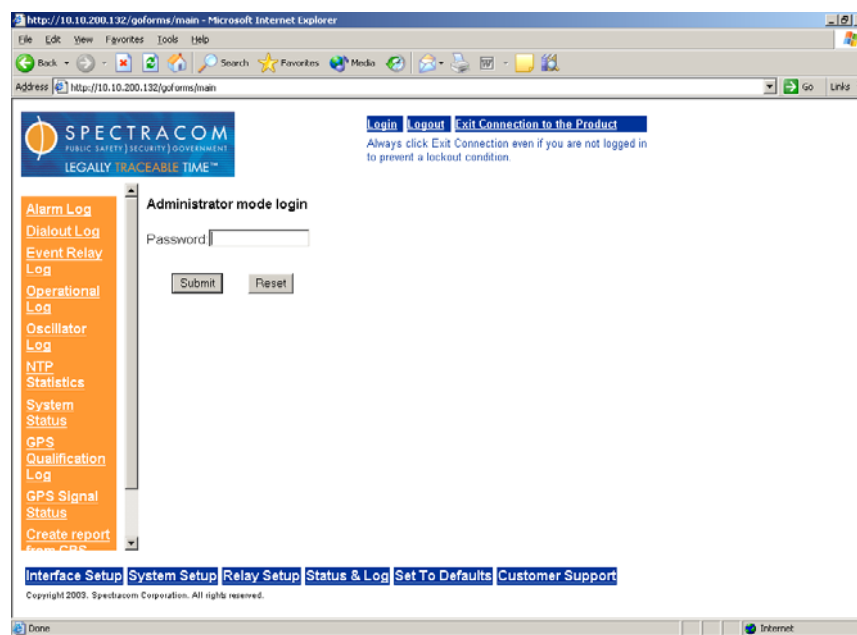 http://10.10.200.132/goforms/main - Microsoft Internet Explorer
File Edit View Favorites Tools Help
Back Search Favorites Media
Address http://10.10.200.132/goforms/main Go Links
SPECTRACOM
PUBLIC SAFETY ) SECURITY ) GOVERNMENT
LEGALLY TRACEABLE TIME™
Login Logout Exit Connection to the Product
Always click Exit Connection even if you are not logged in
to prevent a lockout condition.
Alarm Log
Dialout Log
Event Relay
Log
Operational
Log
Oscillator
Log
NTP
Statistics
System
Status
GPS
Qualification
Log
GPS Signal
Status
Create report
from GPS
Administrator mode login
Password:
Submit Reset
Interface Setup System Setup Relay Setup Status & Log Set To Defaults Customer Support
Copyright 2003. Spectracom Corporation. All rights reserved.
Done Internet